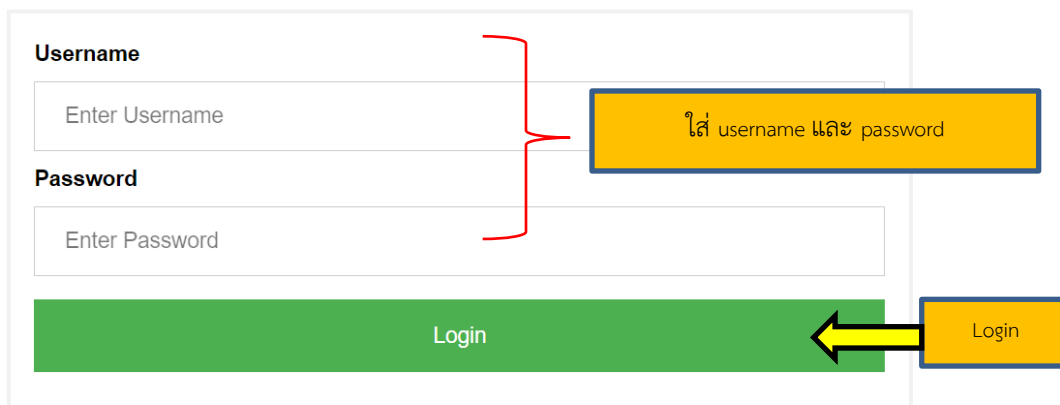 Username
Enter Username
ใส่ username และ password
Password
Enter Password
Login
Login